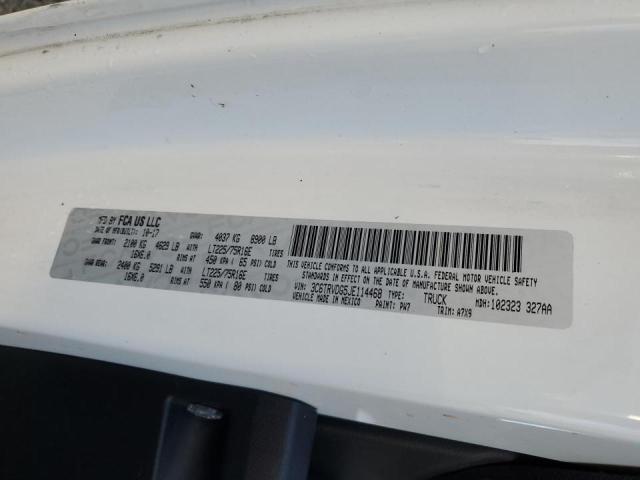 MFD BY FCA US LLC
DATE OF MFR/BUILT: 10-17 GVWR: 4037 KG 8900 LB
GAWR FRONT: 2100 KG 4629 LB WITH LT225/75R16E TIRES
16X6.0 RIMS AT 450 KPA / 65 PSI COLD
GAWR REAR: 2400 KG 5291 LB WITH LT225/75R16E TIRES
16X6.0 RIMS AT 550 KPA / 80 PSI COLD
THIS VEHICLE CONFORMS TO ALL APPLICABLE U.S.A. FEDERAL MOTOR VEHICLE SAFETY
STANDARDS IN EFFECT ON THE DATE OF MANUFACTURE SHOWN ABOVE.
VIN: 3C6TRVDG5JE114468 TYPE: TRUCK MDH: 102323 327AA
MADE IN MEXICO PAINT: PW7 TRIM: A7X9